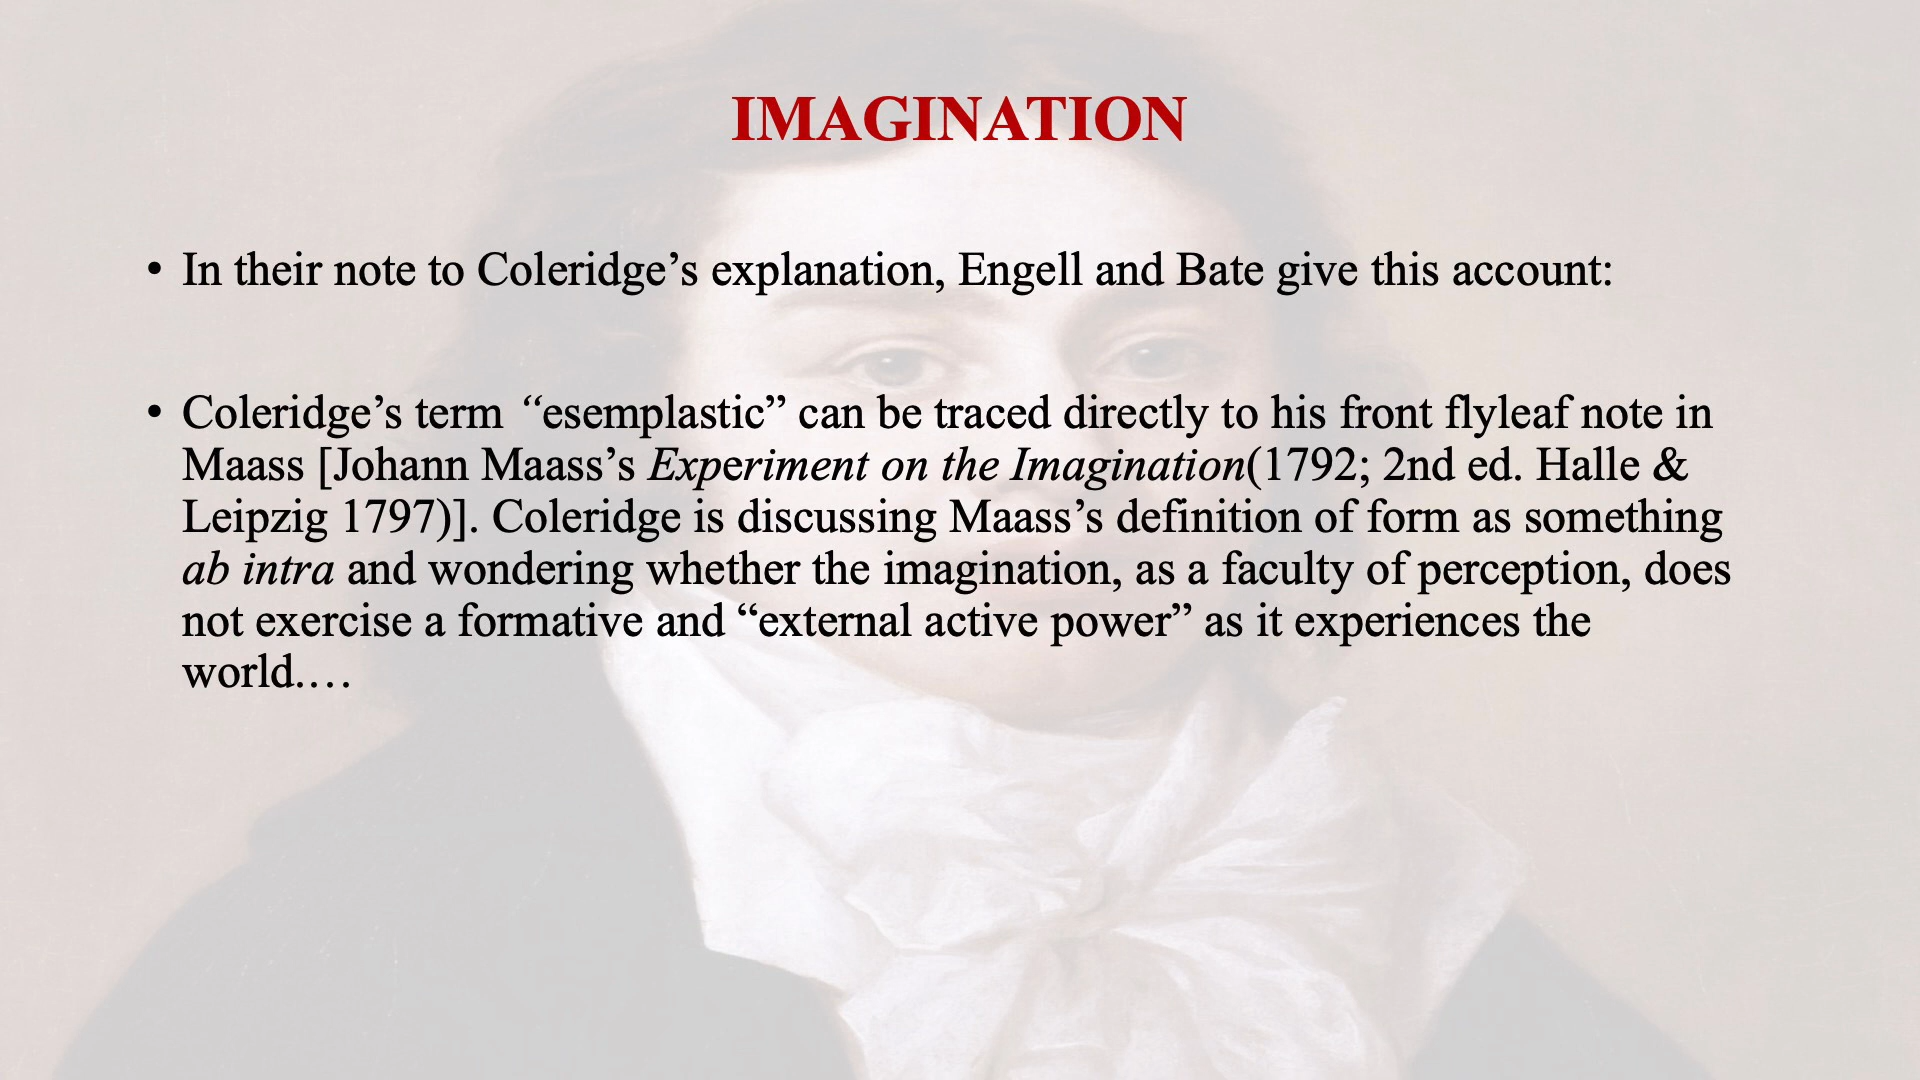 IMAGINATION
• In their note to Coleridge’s explanation, Engell and Bate give this account:
• Coleridge’s term “esemplastic” can be traced directly to his front flyleaf note in
Maass [Johann Maass’s Experiment on the Imagination(1792; 2nd ed. Halle &
Leipzig 1797)]. Coleridge is discussing Maass’s definition of form as something
ab intra and wondering whether the imagination, as a faculty of perception, does
not exercise a formative and “external active power” as it experiences the
world.…